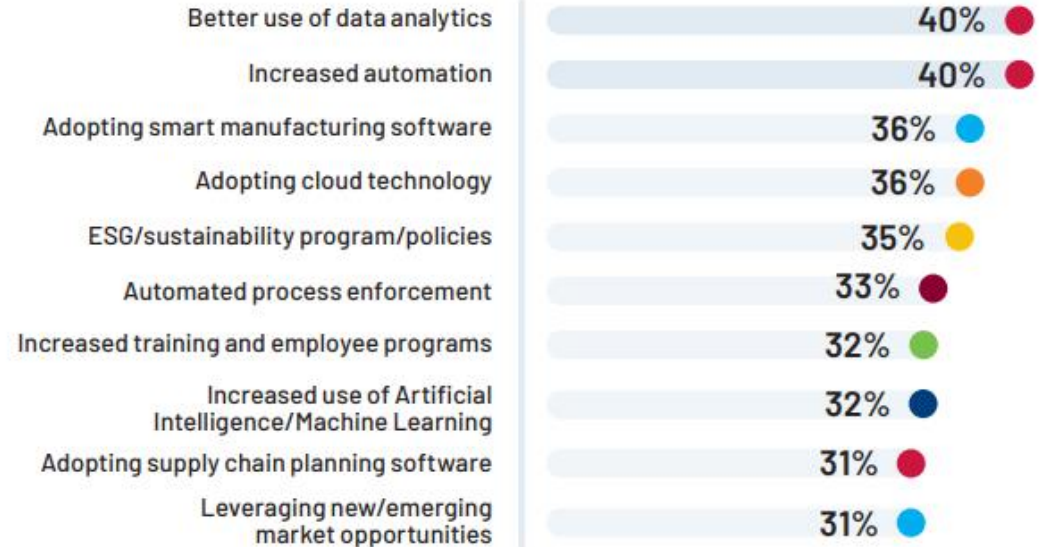 Better use of data analytics 40%
Increased automation 40%
Adopting smart manufacturing software 36%
Adopting cloud technology 36%
ESG/sustainability program/policies 35%
Automated process enforcement 33%
Increased training and employee programs 32%
Increased use of Artificial
Intelligence/Machine Learning 32%
Adopting supply chain planning software 31%
Leveraging new/emerging
market opportunities 31%